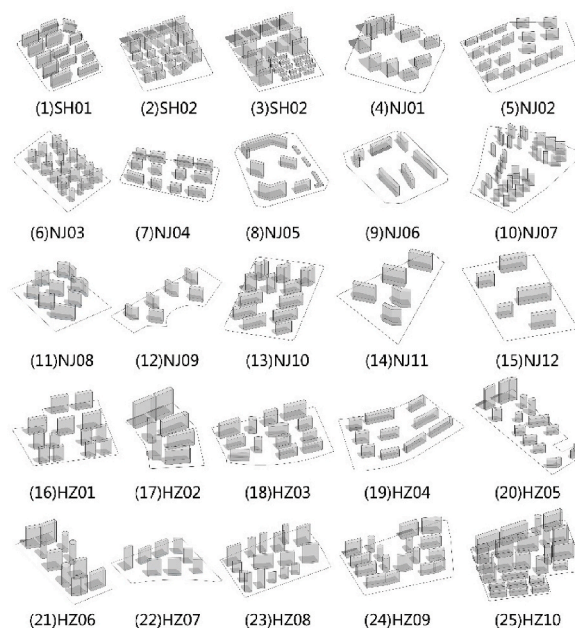 (1)SH01 (2)SH02 (3)SH02 (4)NJ01 (5)NJ02
(6)NJ03 (7)NJ04 (8)NJ05 (9)NJ06 (10)NJ07
(11)NJ08 (12)NJ09 (13)NJ10 (14)NJ11 (15)NJ12
(16)HZ01 (17)HZ02 (18)HZ03 (19)HZ04 (20)HZ05
(21)HZ06 (22)HZ07 (23)HZ08 (24)HZ09 (25)HZ10